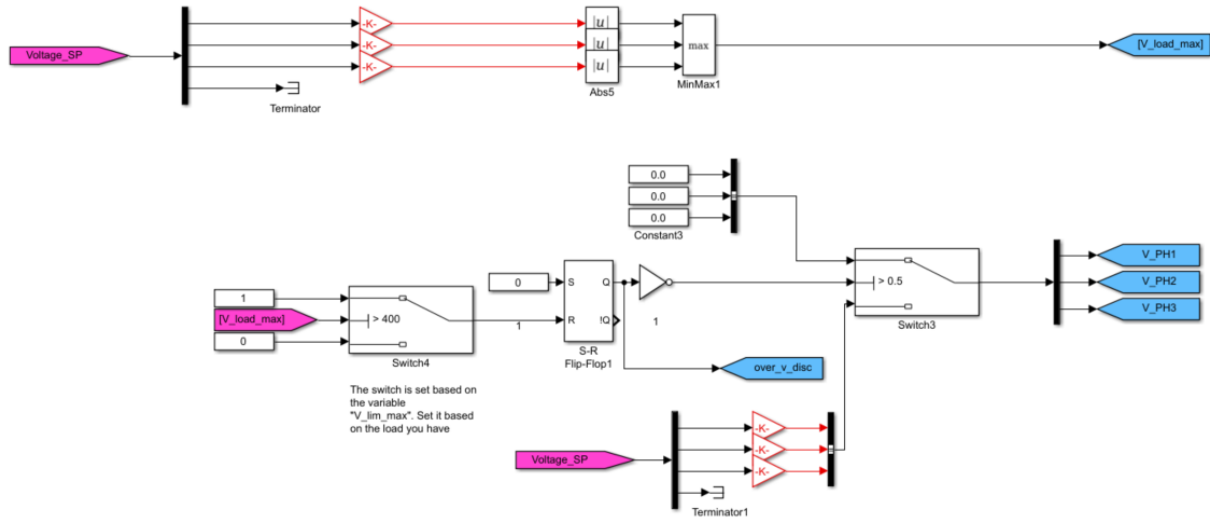 Voltage_SP
-K-
-K-
-K-
|u|
|u|
|u|
Abs5
max
MinMax1
[V_load_max]
Terminator
0.0
0.0
0.0
Constant3
1
[V_load_max]
0
> 400
Switch4
The switch is set based on
the variable
"V_lim_max". Set it based
on the load you have
1
0
S
Q
R
!Q
S-R
Flip-Flop1
1
over_v_disc
> 0.5
Switch3
V_PH1
V_PH2
V_PH3
Voltage_SP
-K-
-K-
-K-
Terminator1